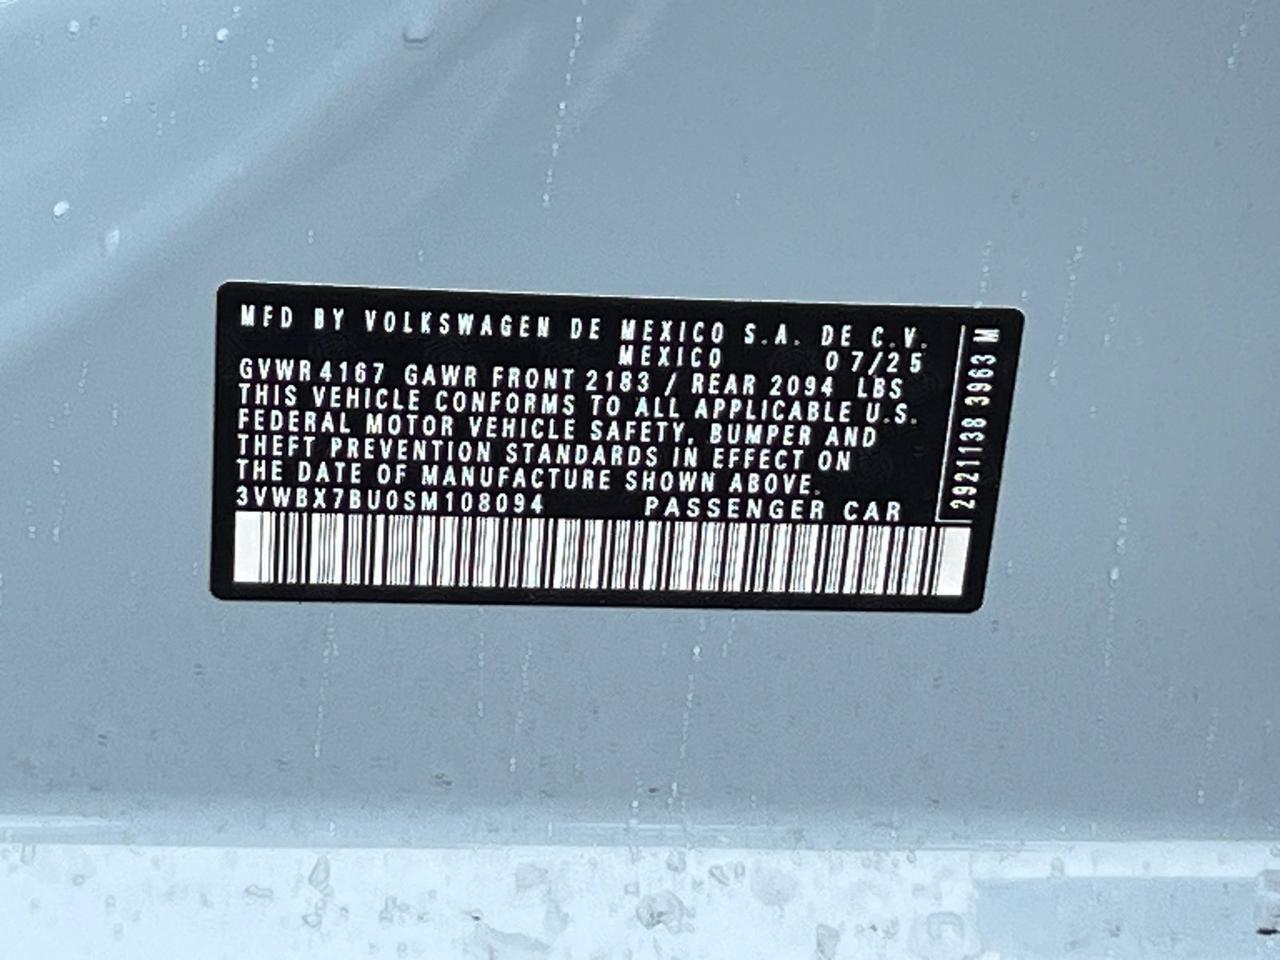 MFD BY VOLKSWAGEN DE MEXICO S.A. DE C.V.
MEXICO 07/25
GVWR 4167 GAWR FRONT 2183 / REAR 2094 LBS
THIS VEHICLE CONFORMS TO ALL APPLICABLE U.S.
FEDERAL MOTOR VEHICLE SAFETY, BUMPER AND
THEFT PREVENTION STANDARDS IN EFFECT ON
THE DATE OF MANUFACTURE SHOWN ABOVE.
3VWBX7BU0SM108094 PASSENGER CAR
2921138 3963 M